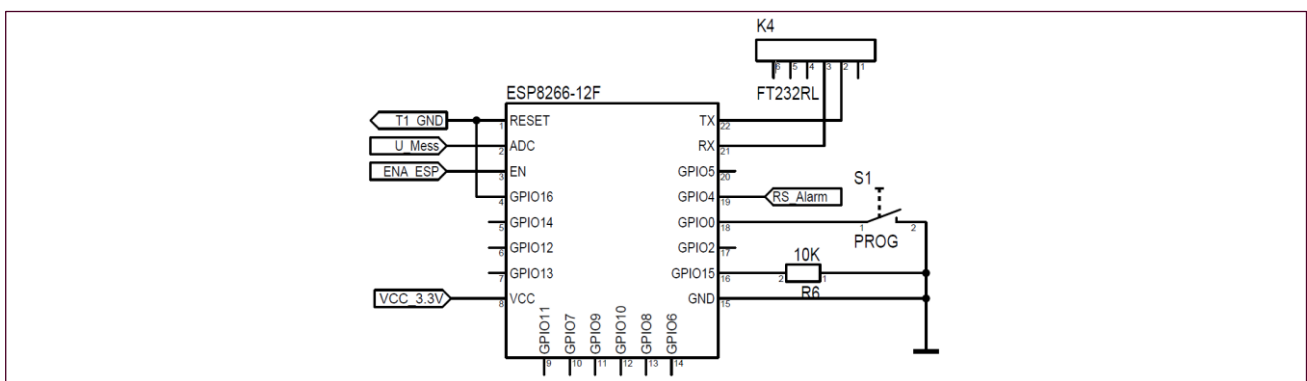 K4
6 5 4 3 2 1
FT232RL
ESP8266-12F
T1_GND 1 RESET TX 22
U_Mess 2 ADC RX 21
ENA_ESP 3 EN GPIO5 20
4 GPIO16 GPIO4 19 RS_Alarm
S1
5 GPIO14 GPIO0 18 1 2
PROG
6 GPIO12 GPIO2 17
10K
7 GPIO13 GPIO15 16 2 1
R6
VCC_3.3V 8 VCC GND 15
GPIO11 GPIO7 GPIO9 GPIO10 GPIO8 GPIO6
9 10 11 12 13 14